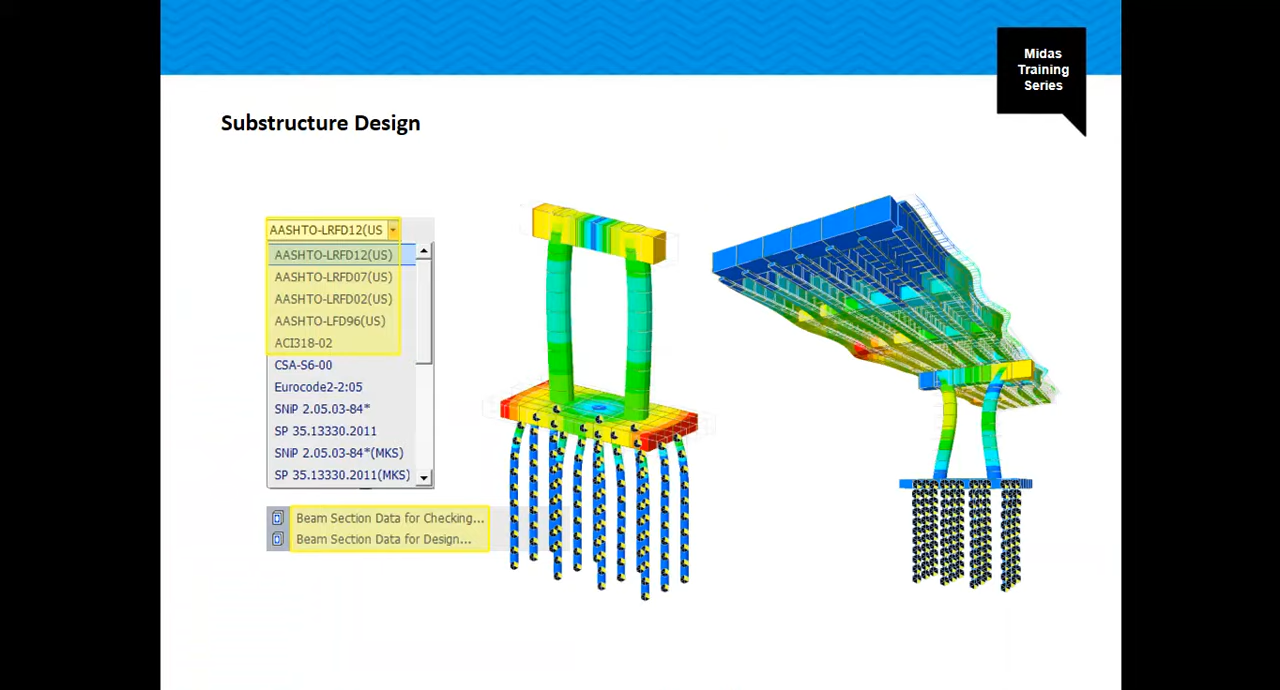 Midas
Training
Series
Substructure Design
AASHTO-LRFD12(US
AASHTO-LRFD12(US)
AASHTO-LRFD07(US)
AASHTO-LRFD02(US)
AASHTO-LFD96(US)
ACI318-02
CSA-S6-00
Eurocode2-2:05
SNiP 2.05.03-84*
SP 35.13330.2011
SNiP 2.05.03-84*(MKS)
SP 35.13330.2011(MKS)
Beam Section Data for Checking...
Beam Section Data for Design...